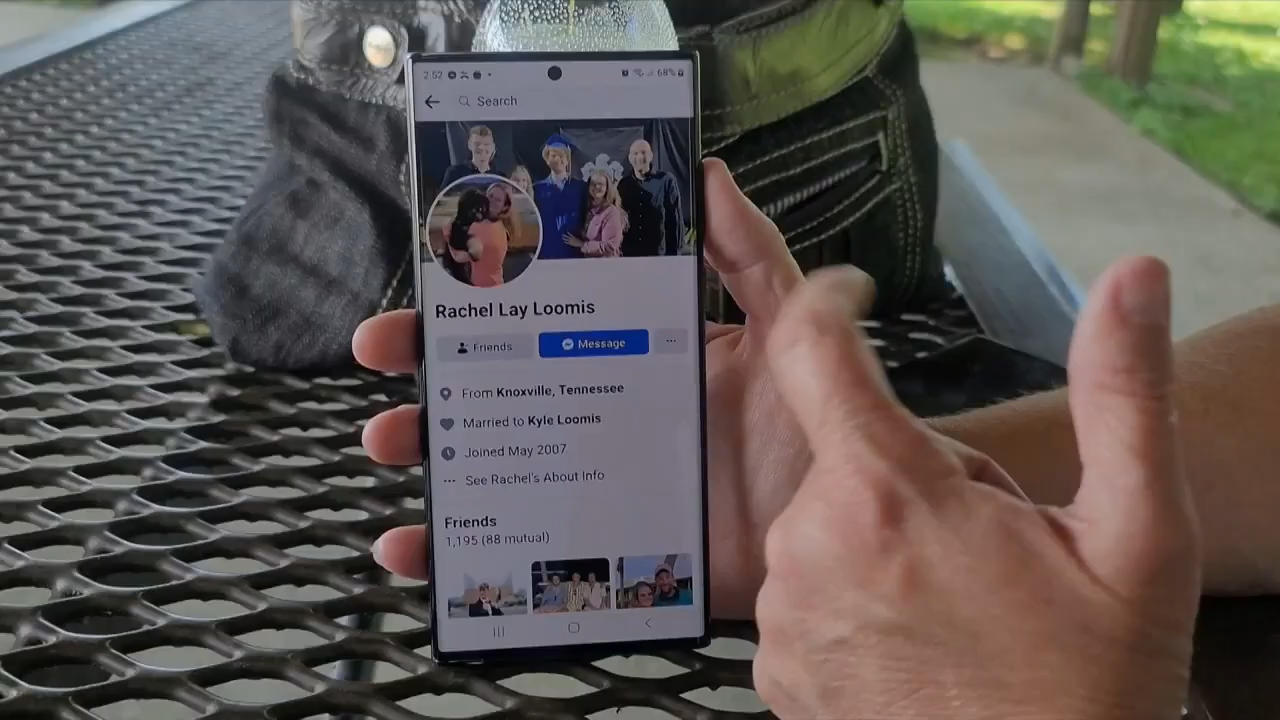 2:52 68%
Search
Rachel Lay Loomis
Friends Message ...
From Knoxville, Tennessee
Married to Kyle Loomis
Joined May 2007
... See Rachel's About Info
Friends
1,195 (88 mutual)